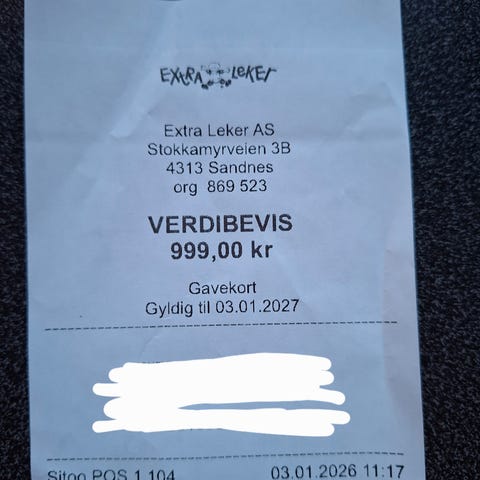 EXTRA LEKER
Extra Leker AS
Stokkamyrveien 3B
4313 Sandnes
org 869 523
VERDIBEVIS
999,00 kr
Gavekort
Gyldig til 03.01.2027
Sitoo POS 1.104 03.01.2026 11:17